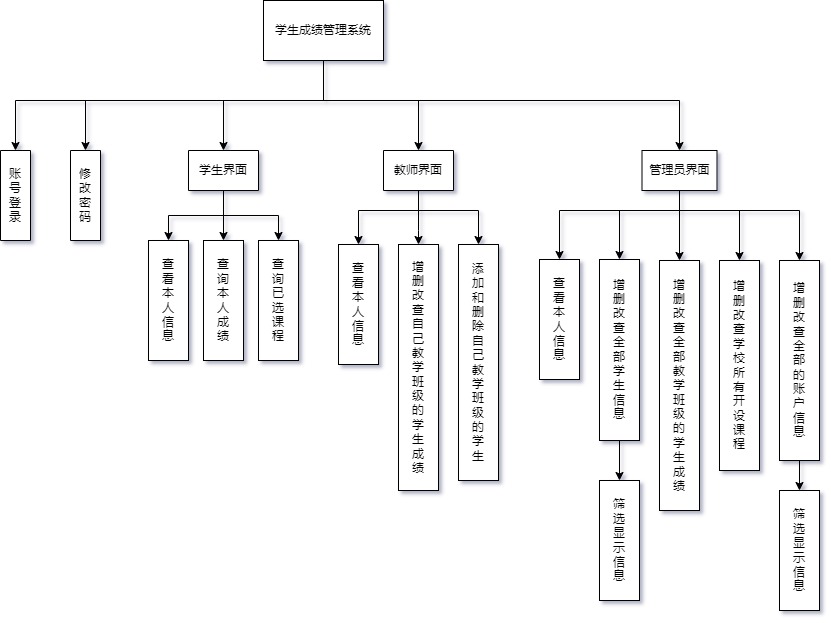 学生成绩管理系统
账号登录
修改密码
学生界面
教师界面
管理员界面
查看本人信息
查询本人成绩
查询已选课程
查看本人信息
增删改查自己教学班级的学生成绩
添加和删除自己教学班级的学生
查看本人信息
增删改查全部学生信息
增删改查全部教学班级的学生成绩
增删改查学校所有开设课程
增删改查全部的账户信息
筛选显示信息
筛选显示信息